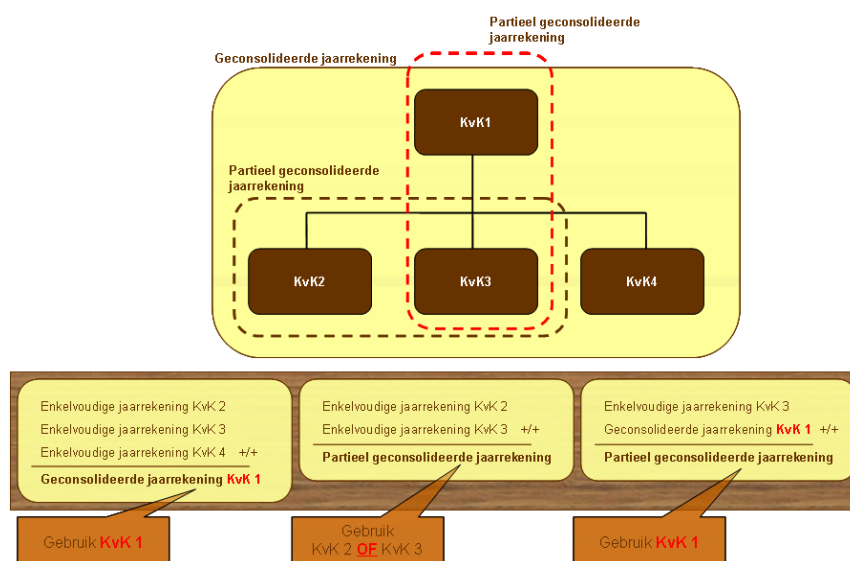 Partieel geconsolideerde
jaarrekening
Geconsolideerde jaarrekening
KvK1
Partieel geconsolideerde
jaarrekening
KvK2
KvK3
KvK4
Enkelvoudige jaarrekening KvK 2
Enkelvoudige jaarrekening KvK 3
Enkelvoudige jaarrekening KvK 4 +/+
Geconsolideerde jaarrekening KvK 1
Enkelvoudige jaarrekening KvK 2
Enkelvoudige jaarrekening KvK 3 +/+
Partieel geconsolideerde jaarrekening
Enkelvoudige jaarrekening KvK 3
Geconsolideerde jaarrekening KvK 1 +/+
Partieel geconsolideerde jaarrekening
Gebruik KvK 1
Gebruik
KvK 2 OF KvK 3
Gebruik KvK 1